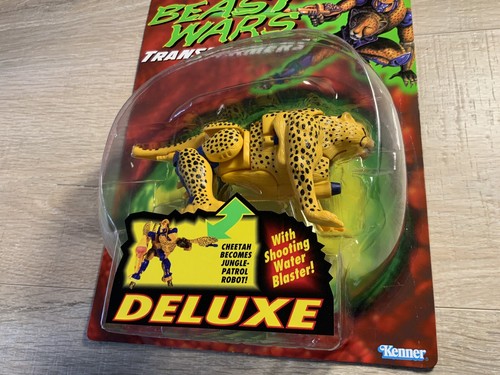 BEAST
WARS
TRANSFORMERS
CHEETAH
BECOMES
JUNGLE-
PATROL
ROBOT!
With
Shooting
Water
Blaster!
DELUXE
Kenner